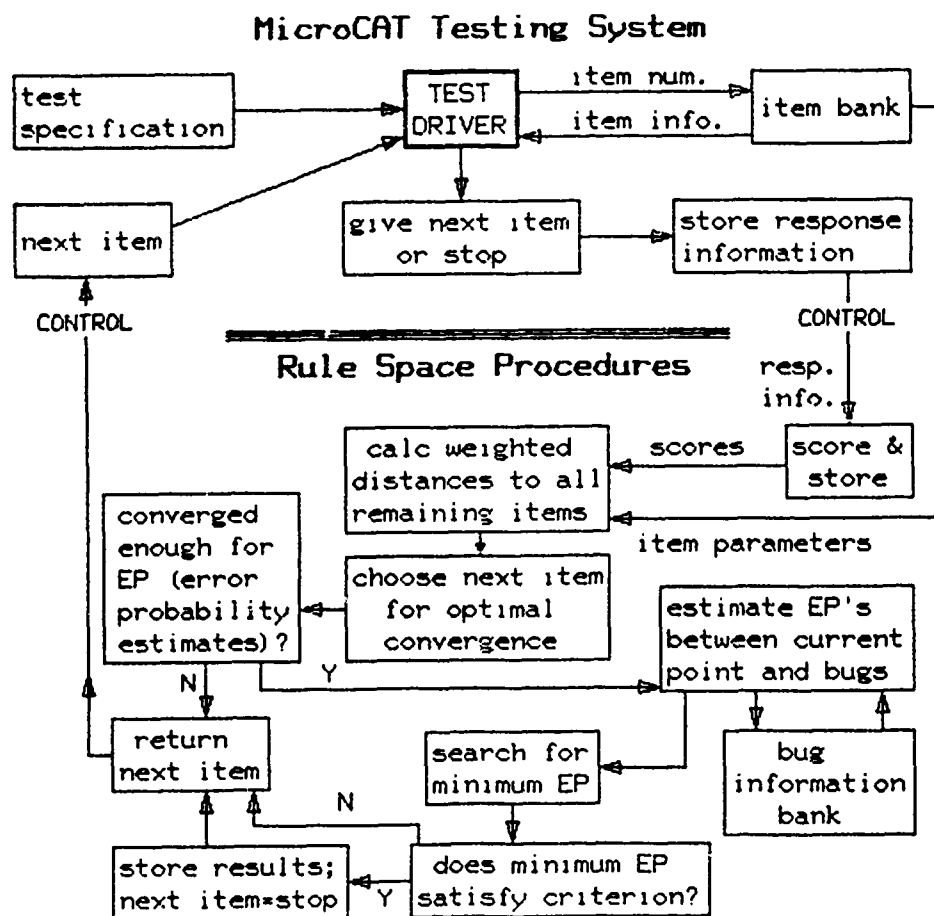 MicroCAT Testing System
test
specification
TEST
DRIVER
item num.
item info.
item bank
next item
give next item
or stop
store response
information
CONTROL
CONTROL
Rule Space Procedures
resp.
info.
calc weighted
distances to all
remaining items
scores
score &
store
item parameters
converged
enough for
EP (error
probability
estimates)?
choose next item
for optimal
convergence
estimate EP's
between current
point and bugs
N
Y
return
next item
search for
minimum EP
bug
information
bank
N
store results;
next item=stop
Y
does minimum EP
satisfy criterion?